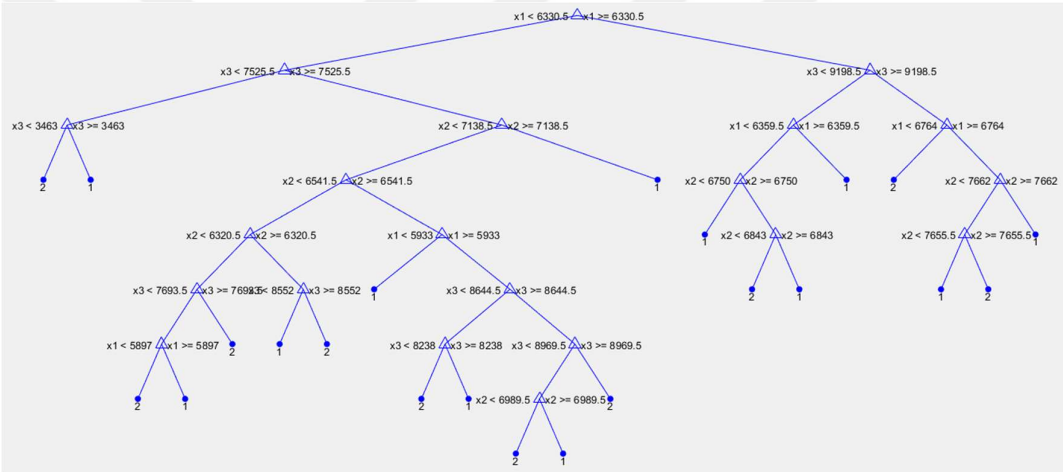 x1 < 6330.5 x1 >= 6330.5
x3 < 7525.5 x3 >= 7525.5
x3 < 9198.5 x3 >= 9198.5
x3 < 3463 x3 >= 3463
x2 < 7138.5 x2 >= 7138.5
x1 < 6359.5 x1 >= 6359.5
x1 < 6764 x1 >= 6764
2
1
x2 < 6541.5 x2 >= 6541.5
1
x2 < 6750 x2 >= 6750
1
2
x2 < 7662 x2 >= 7662
x2 < 6320.5 x2 >= 6320.5
x1 < 5933 x1 >= 5933
1
x2 < 6843 x2 >= 6843
x2 < 7655.5 x2 >= 7655.5
1
x3 < 7693.5 x3 >= 7693.5
x3 < 8552 x3 >= 8552
1
x3 < 8644.5 x3 >= 8644.5
2
1
1
2
x1 < 5897 x1 >= 5897
2
1
2
x3 < 8238 x3 >= 8238
x3 < 8969.5 x3 >= 8969.5
2
1
2
1
x2 < 6989.5 x2 >= 6989.5
2
2
1